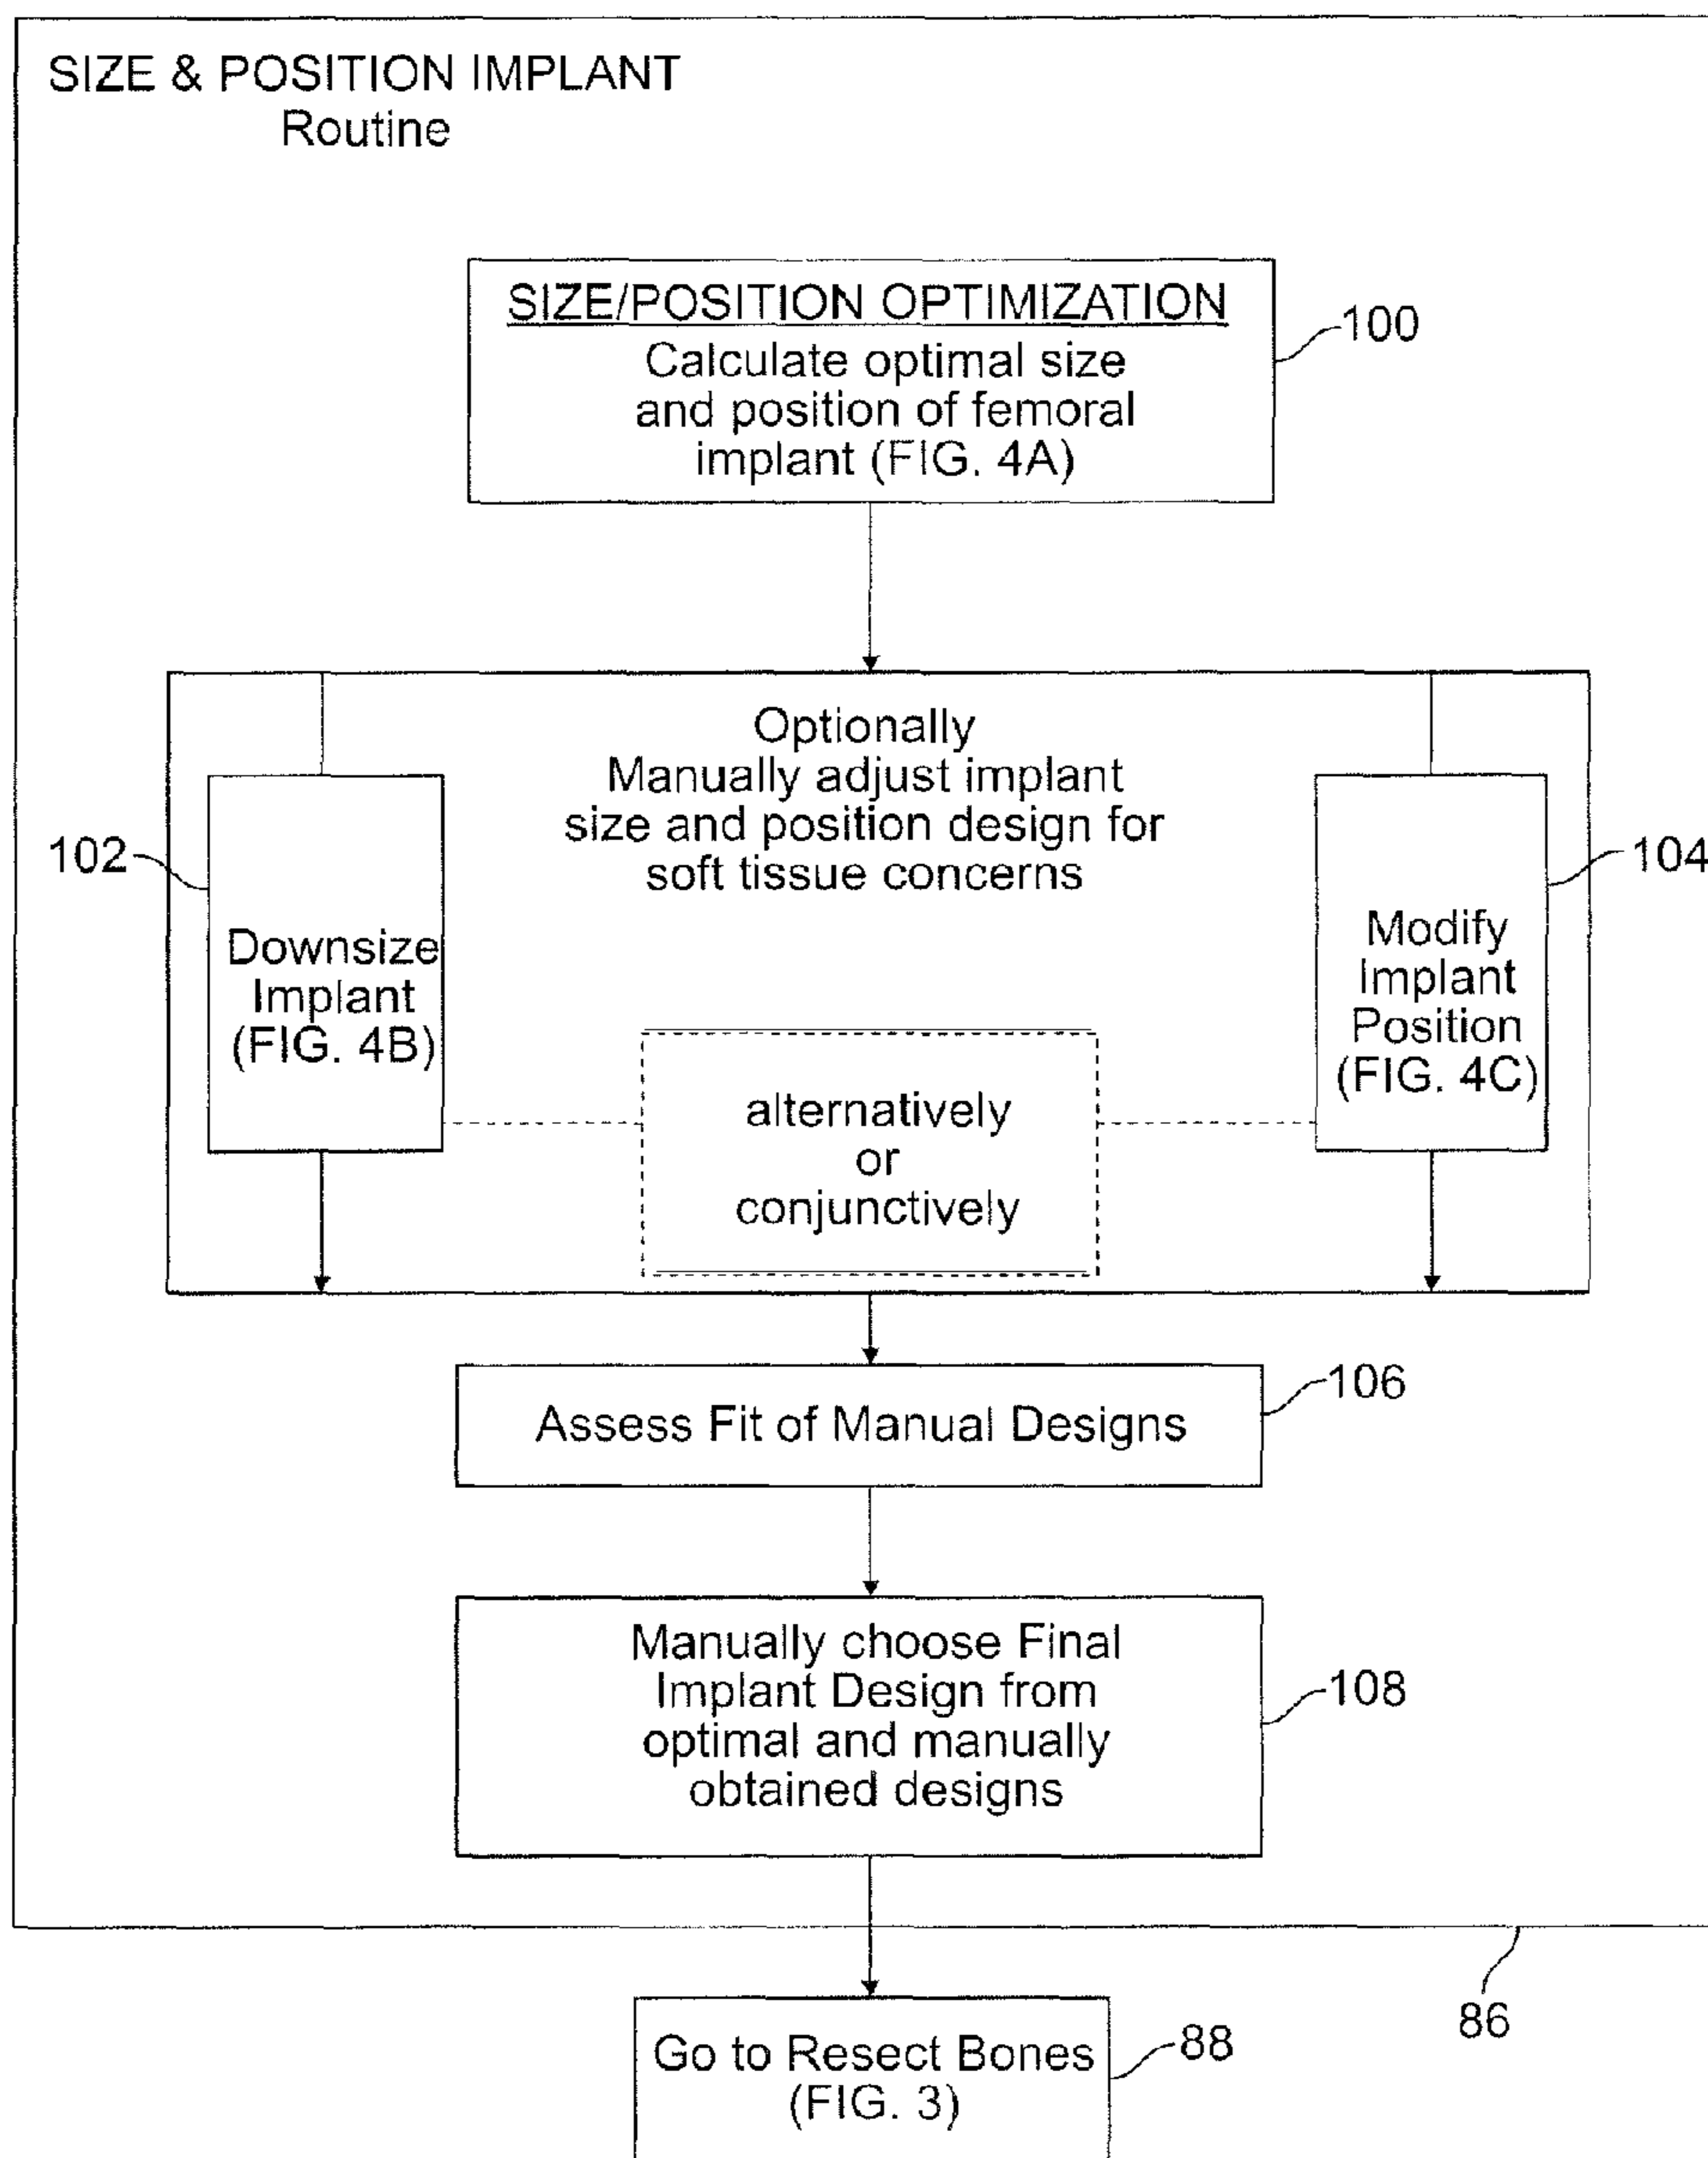 SIZE & POSITION IMPLANT
Routine
SIZE/POSITION OPTIMIZATION
Calculate optimal size
and position of femoral
implant (FIG. 4A)
100
Optionally
Manually adjust implant
size and position design for
soft tissue concerns
102
Downsize
Implant
(FIG. 4B)
104
Modify
Implant
Position
(FIG. 4C)
alternatively
or
conjunctively
106
Assess Fit of Manual Designs
Manually choose Final
Implant Design from
optimal and manually
obtained designs
108
86
Go to Resect Bones
(FIG. 3)
88